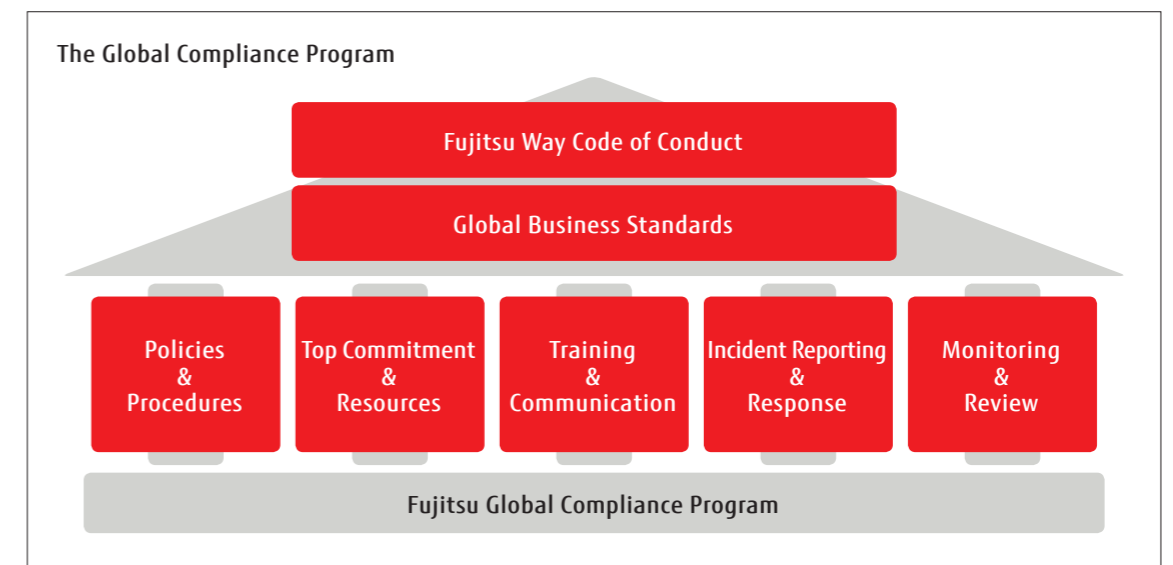 The Global Compliance Program
Fujitsu Way Code of Conduct
Global Business Standards
Policies
&
Procedures
Top Commitment
&
Resources
Training
&
Communication
Incident Reporting
&
Response
Monitoring
&
Review
Fujitsu Global Compliance Program